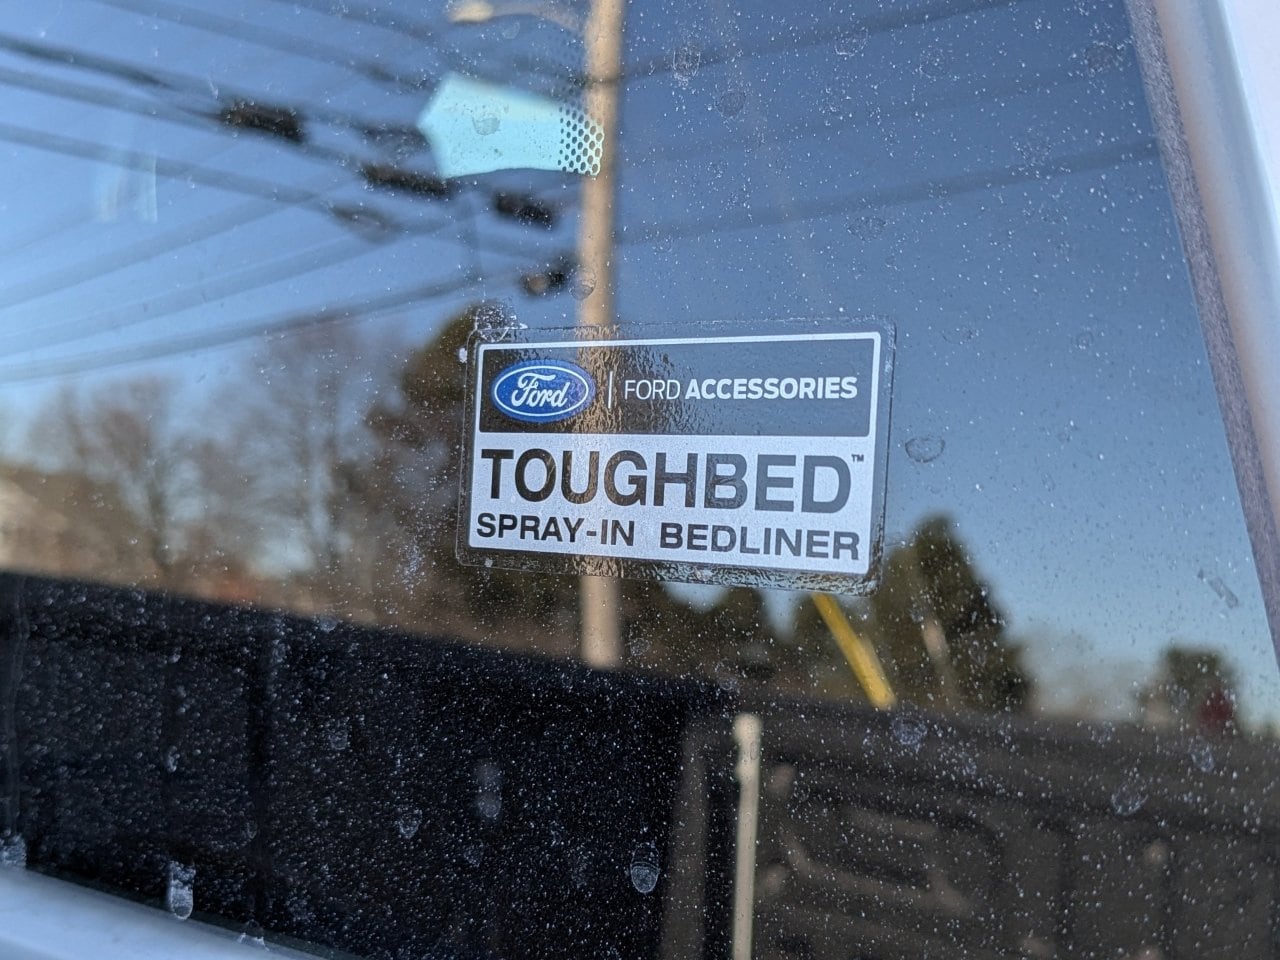 Ford | FORD ACCESSORIES
TOUGHBED™
SPRAY-IN BEDLINER